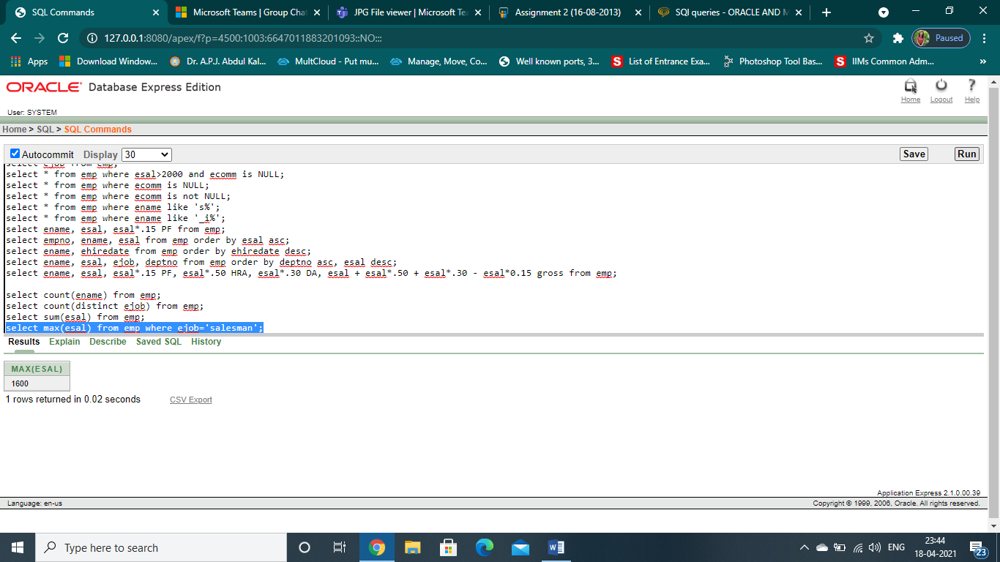 SQL Commands
Microsoft Teams | Group Cha
JPG File viewer | Microsoft Te
Assignment 2 (16-08-2013)
SQl queries - ORACLE AND M
127.0.0.1:8080/apex/f?p=4500:1003:6647011883201093::NO:::
Paused
Apps
Download Window...
Dr. A.P.J. Abdul Kal...
MultCloud - Put mu...
Manage, Move, Co...
Well known ports, 3...
S
List of Entrance Exa...
Photoshop Tool Bas...
S
IIMs Common Adm...
»
ORACLE Database Express Edition
Home
Logout
? Help
User: SYSTEM
Home > SQL > SQL Commands
Autocommit Display 30
Save
Run
select ejob from emp;
select * from emp where esal>2000 and ecomm is NULL;
select * from emp where ecomm is NULL;
select * from emp where ecomm is not NULL;
select * from emp where ename like 's%';
select * from emp where ename like '_i%';
select ename, esal, esal*.15 PF from emp;
select empno, ename, esal from emp order by esal asc;
select ename, ehiredate from emp order by ehiredate desc;
select ename, esal, ejob, deptno from emp order by deptno asc, esal desc;
select ename, esal, esal*.15 PF, esal*.50 HRA, esal*.30 DA, esal + esal*.50 + esal*.30 - esal*0.15 gross from emp;
select count(ename) from emp;
select count(distinct ejob) from emp;
select sum(esal) from emp;
select max(esal) from emp where ejob='salesman';
Results Explain Describe Saved SQL History
MAX(ESAL)
1600
1 rows returned in 0.02 seconds
CSV Export
Application Express 2.1.0.00.39
Language: en-us
Copyright © 1999, 2006, Oracle. All rights reserved.
Type here to search
W
ENG
23:44
18-04-2021
23